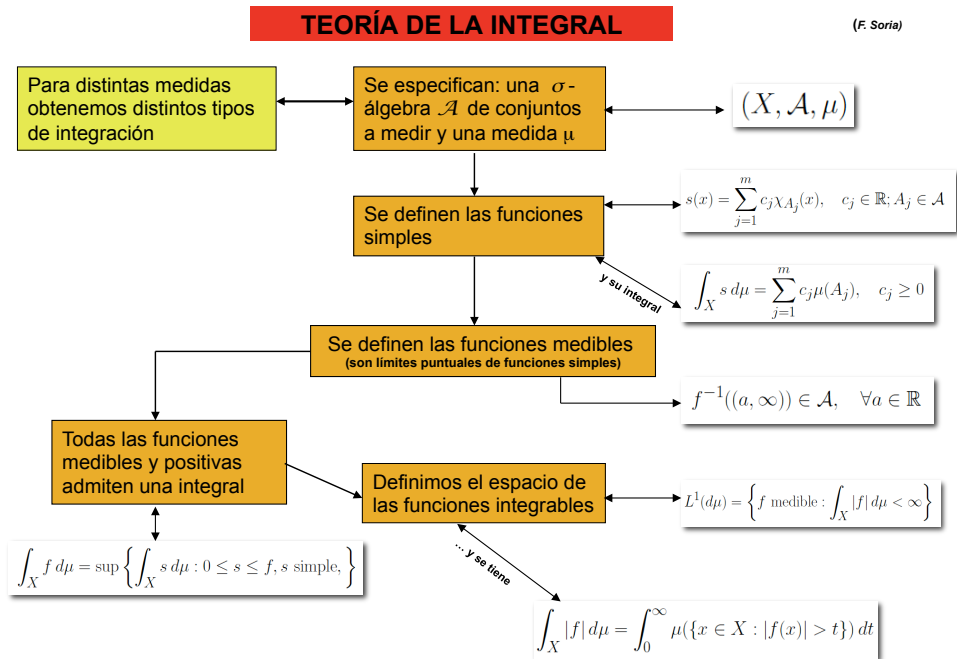 TEORÍA DE LA INTEGRAL
(F. Soria)
Para distintas medidas
obtenemos distintos tipos
de integración
Se especifican: una σ-
álgebra 𝒜 de conjuntos
a medir y una medida μ
(X, 𝒜, μ)
Se definen las funciones
simples
s(x) = ∑_{j=1}^{m} c_j χ_{A_j}(x), c_j ∈ ℝ; A_j ∈ 𝒜
y su integral
∫_X s dμ = ∑_{j=1}^{m} c_j μ(A_j), c_j ≥ 0
Se definen las funciones medibles
(son límites puntuales de funciones simples)
f^{-1}((a, ∞)) ∈ 𝒜, ∀a ∈ ℝ
Todas las funciones
medibles y positivas
admiten una integral
∫_X f dμ = sup { ∫_X s dμ : 0 ≤ s ≤ f, s simple, }
Definimos el espacio de
las funciones integrables
L^1(dμ) = { f medible : ∫_X |f| dμ < ∞ }
... y se tiene
∫_X |f| dμ = ∫_0^∞ μ({x ∈ X : |f(x)| > t}) dt